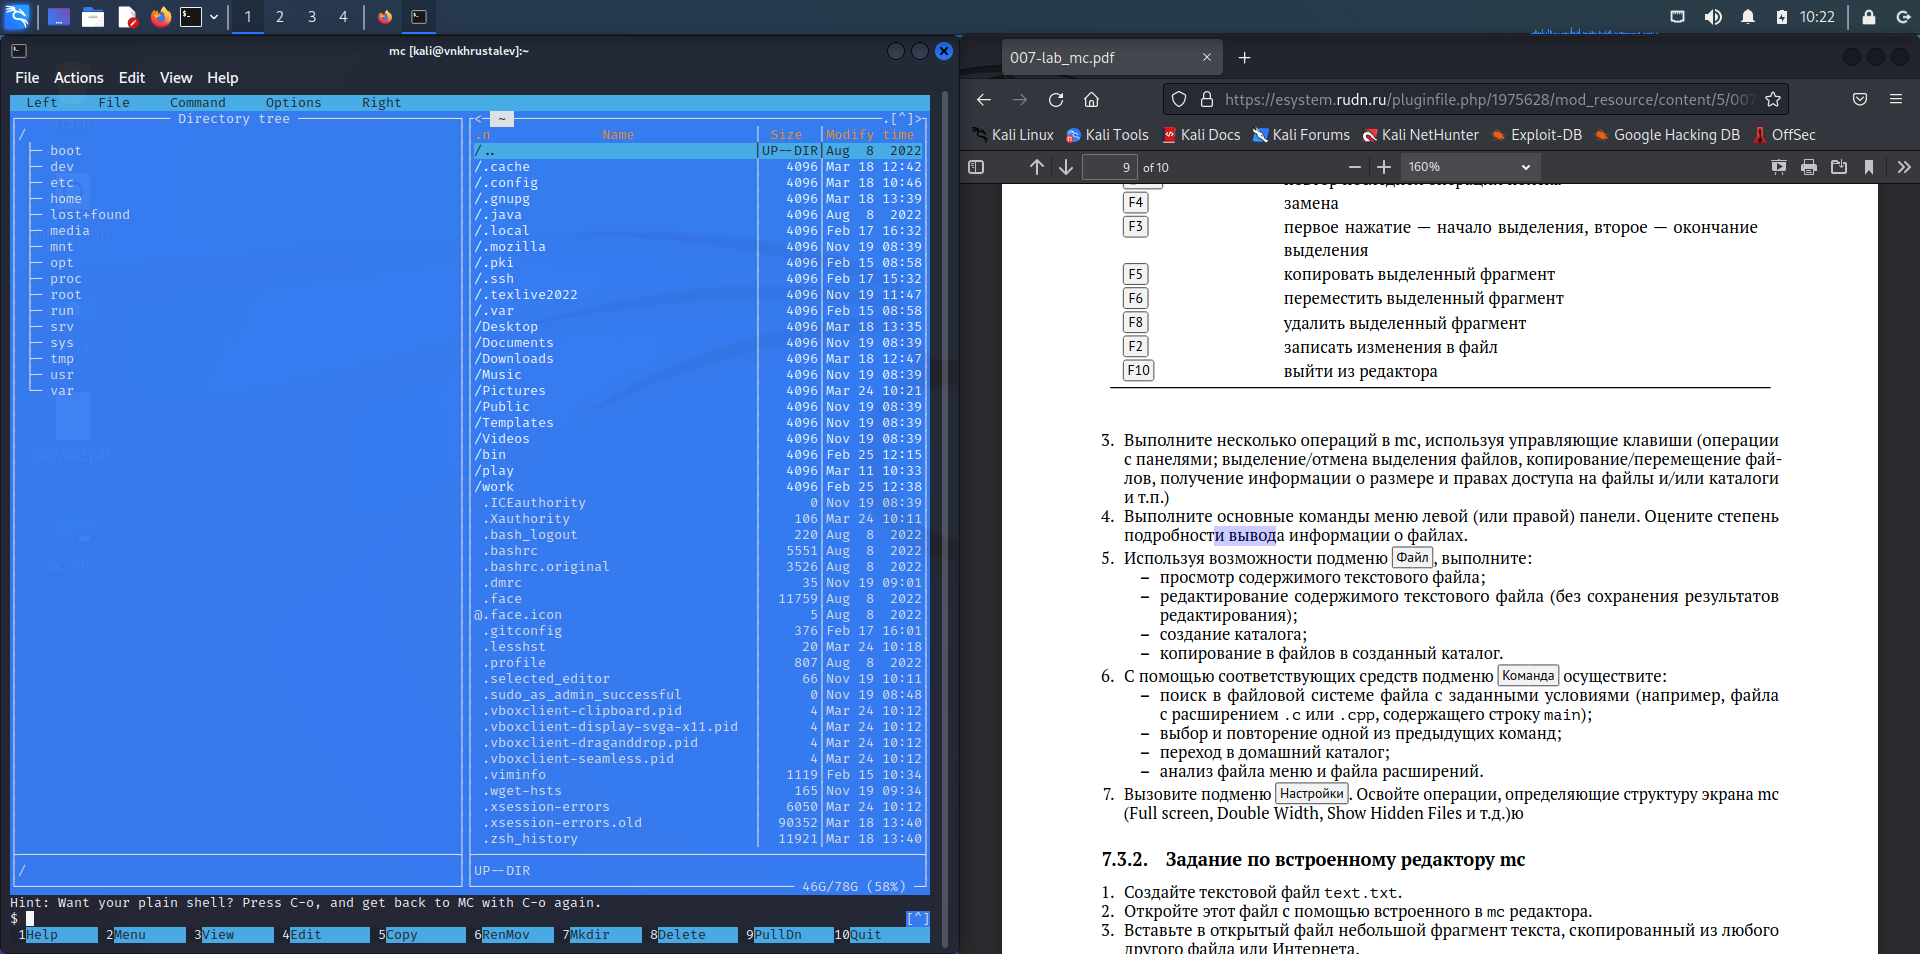 1 2 3 4
10:22
mc [kali@vnkhrustalev]:~
File Actions Edit View Help
Left File Command Options Right
Directory tree
/
boot
dev
etc
home
lost+found
media
mnt
opt
proc
root
run
srv
sys
tmp
usr
var
/
<- ~ .[^]>
.n Name Size Modify time
/.. UP--DIR Aug 8 2022
/.cache 4096 Mar 18 12:42
/.config 4096 Mar 18 10:46
/.gnupg 4096 Mar 18 13:39
/.java 4096 Aug 8 2022
/.local 4096 Feb 17 16:32
/.mozilla 4096 Nov 19 08:39
/.pki 4096 Feb 15 08:58
/.ssh 4096 Feb 17 15:32
/.texlive2022 4096 Nov 19 11:47
/.var 4096 Feb 15 08:58
/Desktop 4096 Mar 18 13:35
/Documents 4096 Nov 19 08:39
/Downloads 4096 Mar 18 12:47
/Music 4096 Nov 19 08:39
/Pictures 4096 Mar 24 10:21
/Public 4096 Nov 19 08:39
/Templates 4096 Nov 19 08:39
/Videos 4096 Nov 19 08:39
/bin 4096 Feb 25 12:15
/play 4096 Mar 11 10:33
/work 4096 Feb 25 12:38
.ICEauthority 0 Nov 19 08:39
.Xauthority 106 Mar 24 10:11
.bash_logout 220 Aug 8 2022
.bashrc 5551 Aug 8 2022
.bashrc.original 3526 Aug 8 2022
.dmrc 35 Nov 19 09:01
.face 11759 Aug 8 2022
@.face.icon 5 Aug 8 2022
.gitconfig 376 Feb 17 16:01
.lesshst 20 Mar 24 10:18
.profile 807 Aug 8 2022
.selected_editor 66 Nov 19 10:11
.sudo_as_admin_successful 0 Nov 19 08:48
.vboxclient-clipboard.pid 4 Mar 24 10:12
.vboxclient-display-svga-x11.pid 4 Mar 24 10:12
.vboxclient-draganddrop.pid 4 Mar 24 10:12
.vboxclient-seamless.pid 4 Mar 24 10:12
.viminfo 1119 Feb 15 10:34
.wget-hsts 165 Nov 19 09:34
.xsession-errors 6050 Mar 24 10:12
.xsession-errors.old 90352 Mar 18 13:40
.zsh_history 11921 Mar 18 13:40
UP--DIR
46G/78G (58%)
Hint: Want your plain shell? Press C-o, and get back to MC with C-o again.
$ [^]
1Help 2Menu 3View 4Edit 5Copy 6RenMov 7Mkdir 8Delete 9PullDn 10Quit
007-lab_mc.pdf
https://esystem.rudn.ru/pluginfile.php/1975628/mod_resource/content/5/007
Kali Linux Kali Tools Kali Docs Kali Forums Kali NetHunter Exploit-DB Google Hacking DB OffSec
9 of 10 160%
F4 замена
F3 первое нажатие — начало выделения, второе — окончание
выделения
F5 копировать выделенный фрагмент
F6 переместить выделенный фрагмент
F8 удалить выделенный фрагмент
F2 записать изменения в файл
F10 выйти из редактора
3. Выполните несколько операций в mc, используя управляющие клавиши (операции
с панелями; выделение/отмена выделения файлов, копирование/перемещение фай-
лов, получение информации о размере и правах доступа на файлы и/или каталоги
и т.п.)
4. Выполните основные команды меню левой (или правой) панели. Оцените степень
подробности вывода информации о файлах.
5. Используя возможности подменю Файл, выполните:
– просмотр содержимого текстового файла;
– редактирование содержимого текстового файла (без сохранения результатов
редактирования);
– создание каталога;
– копирование в файлов в созданный каталог.
6. С помощью соответствующих средств подменю Команда осуществите:
– поиск в файловой системе файла с заданными условиями (например, файла
с расширением .c или .cpp, содержащего строку main);
– выбор и повторение одной из предыдущих команд;
– переход в домашний каталог;
– анализ файла меню и файла расширений.
7. Вызовите подменю Настройки. Освойте операции, определяющие структуру экрана mc
(Full screen, Double Width, Show Hidden Files и т.д.)ю
7.3.2. Задание по встроенному редактору mc
1. Создайте текстовой файл text.txt.
2. Откройте этот файл с помощью встроенного в mc редактора.
3. Вставьте в открытый файл небольшой фрагмент текста, скопированный из любого
другого файла или Интернета.